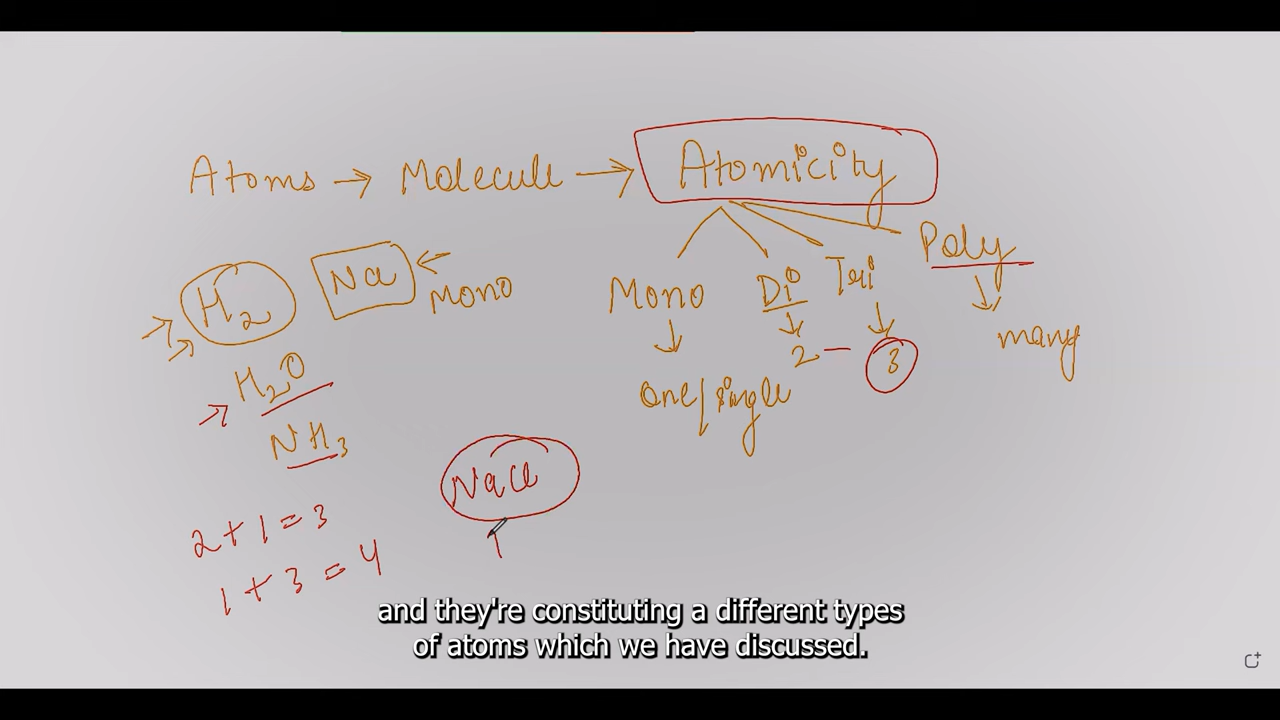 Atoms → Molecule → Atomicity
Poly
H2 Na Mono
Mono Di Tri
many
One/single 2 – 3
H2O
NH3
NaCl
2 + 1 = 3
1 + 3 = 4
1
and they're constituting a different types
of atoms which we have discussed.